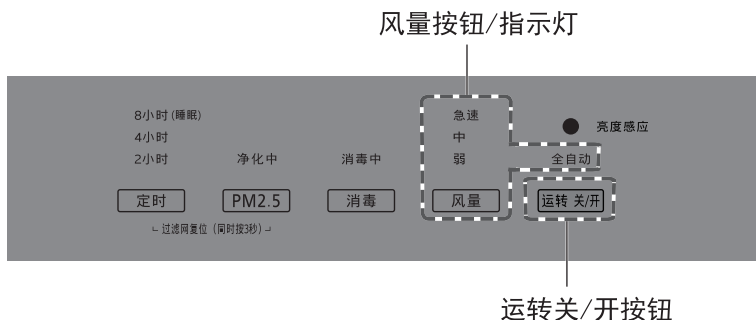 风量按钮/指示灯
8小时(睡眠)
4小时
2小时
净化中
消毒中
急速
中
弱
亮度感应
全自动
定时
PM2.5
消毒
风量
运转 关/开
过滤网复位（同时按3秒）
运转关/开按钮